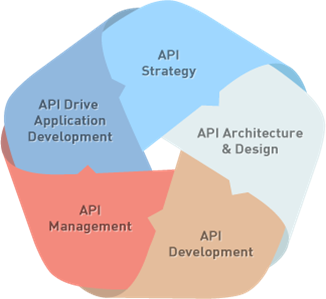 API
Strategy
API Drive
Application
Development
API Architecture
& Design
API
Management
API
Development